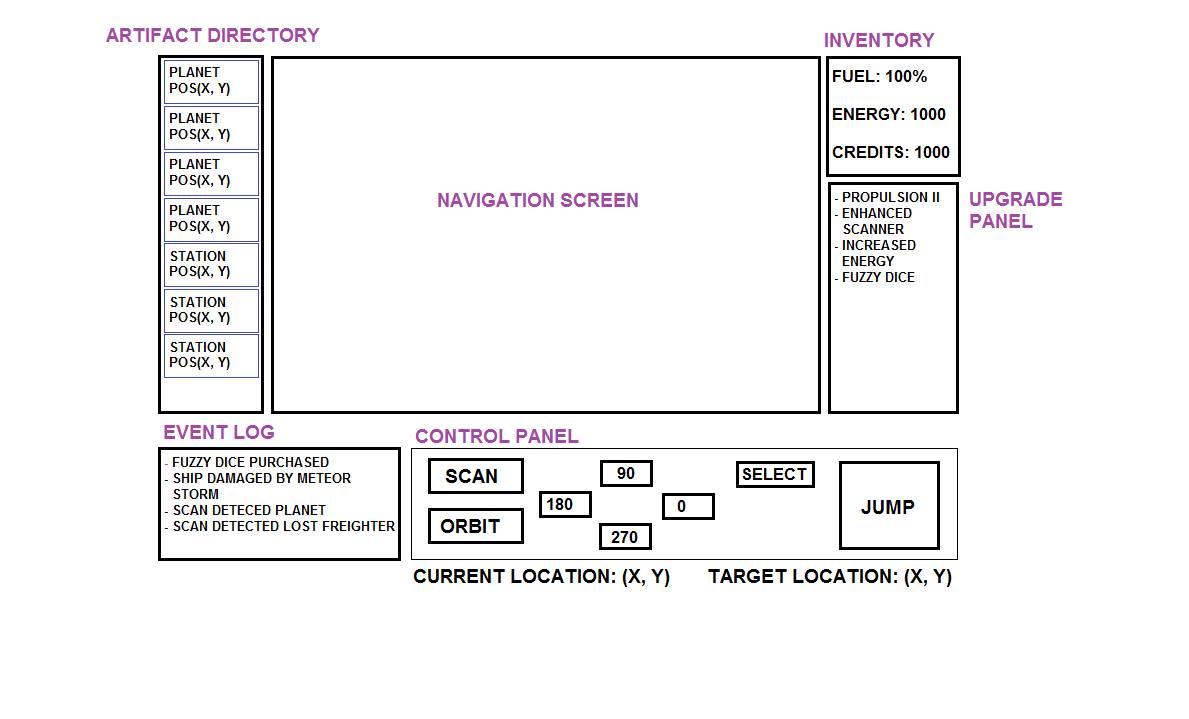 ARTIFACT DIRECTORY
PLANET
POS(X, Y)
PLANET
POS(X, Y)
PLANET
POS(X, Y)
PLANET
POS(X, Y)
STATION
POS(X, Y)
STATION
POS(X, Y)
STATION
POS(X, Y)
NAVIGATION SCREEN
INVENTORY
FUEL: 100%
ENERGY: 1000
CREDITS: 1000
- PROPULSION II
- ENHANCED
SCANNER
- INCREASED
ENERGY
- FUZZY DICE
UPGRADE
PANEL
EVENT LOG
- FUZZY DICE PURCHASED
- SHIP DAMAGED BY METEOR
STORM
- SCAN DETECED PLANET
- SCAN DETECTED LOST FREIGHTER
CONTROL PANEL
SCAN
ORBIT
90
180
0
270
SELECT
JUMP
CURRENT LOCATION: (X, Y)
TARGET LOCATION: (X, Y)